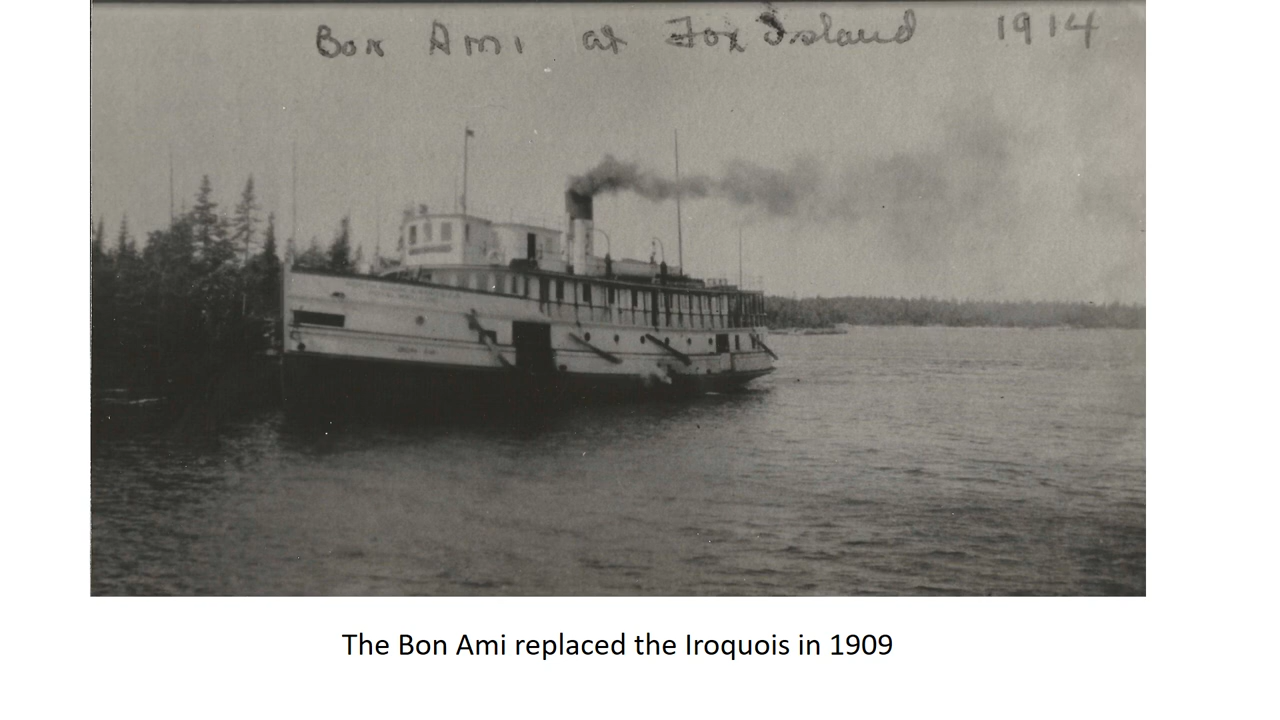 Bon Ami at Fox Island 1914
The Bon Ami replaced the Iroquois in 1909